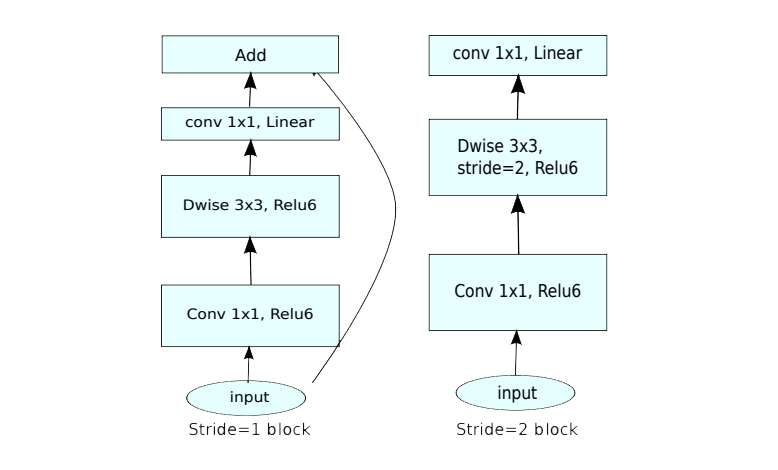 Add
conv 1x1, Linear
Dwise 3x3, Relu6
Conv 1x1, Relu6
input
Stride=1 block
conv 1x1, Linear
Dwise 3x3,
stride=2, Relu6
Conv 1x1, Relu6
input
Stride=2 block